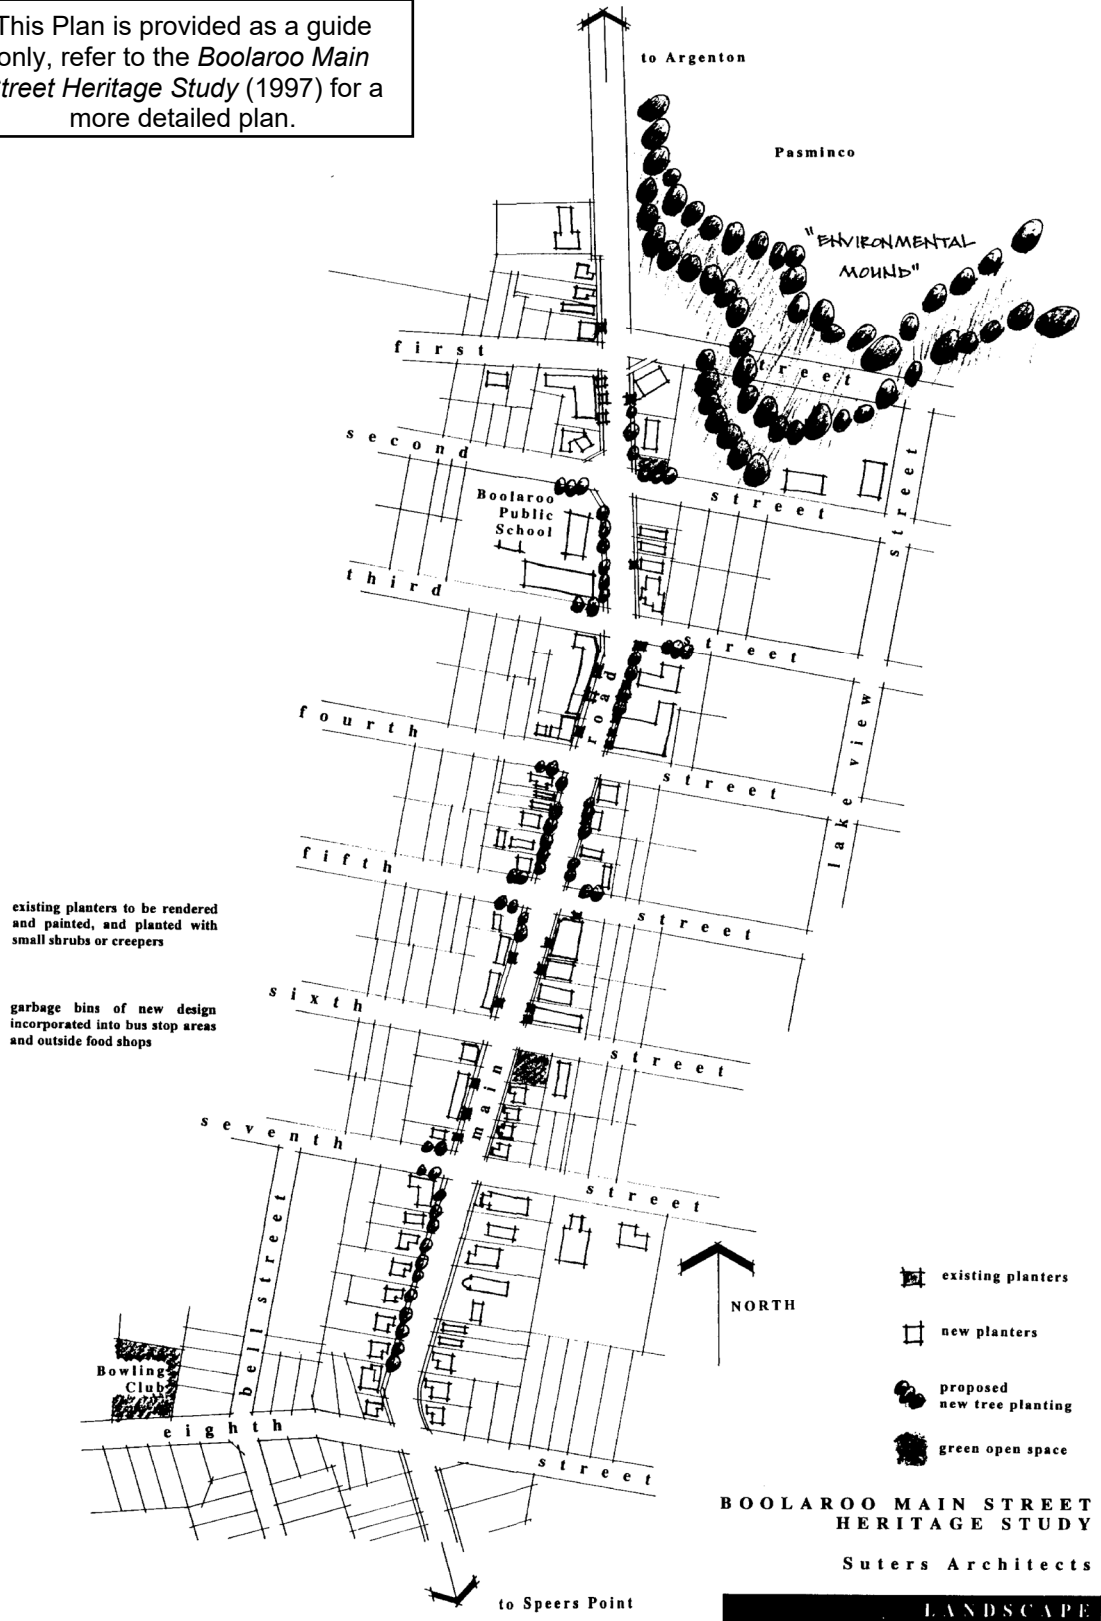 This Plan is provided as a guide
only, refer to the Boolaroo Main
Street Heritage Study (1997) for a
more detailed plan.
to Argenton
Pasminco
"ENVIRONMENTAL
MOUND"
first
street
second
street
Boolaroo
Public
School
street
third
street
road
fourth
street
lake view
fifth
street
existing planters to be rendered
and painted, and planted with
small shrubs or creepers
sixth
garbage bins of new design
incorporated into bus stop areas
and outside food shops
street
main
seventh
street
bell street
NORTH
existing planters
new planters
Bowling
Club
proposed
new tree planting
eighth
green open space
street
BOOLAROO MAIN STREET
HERITAGE STUDY
Suters Architects
to Speers Point
LANDSCAPE